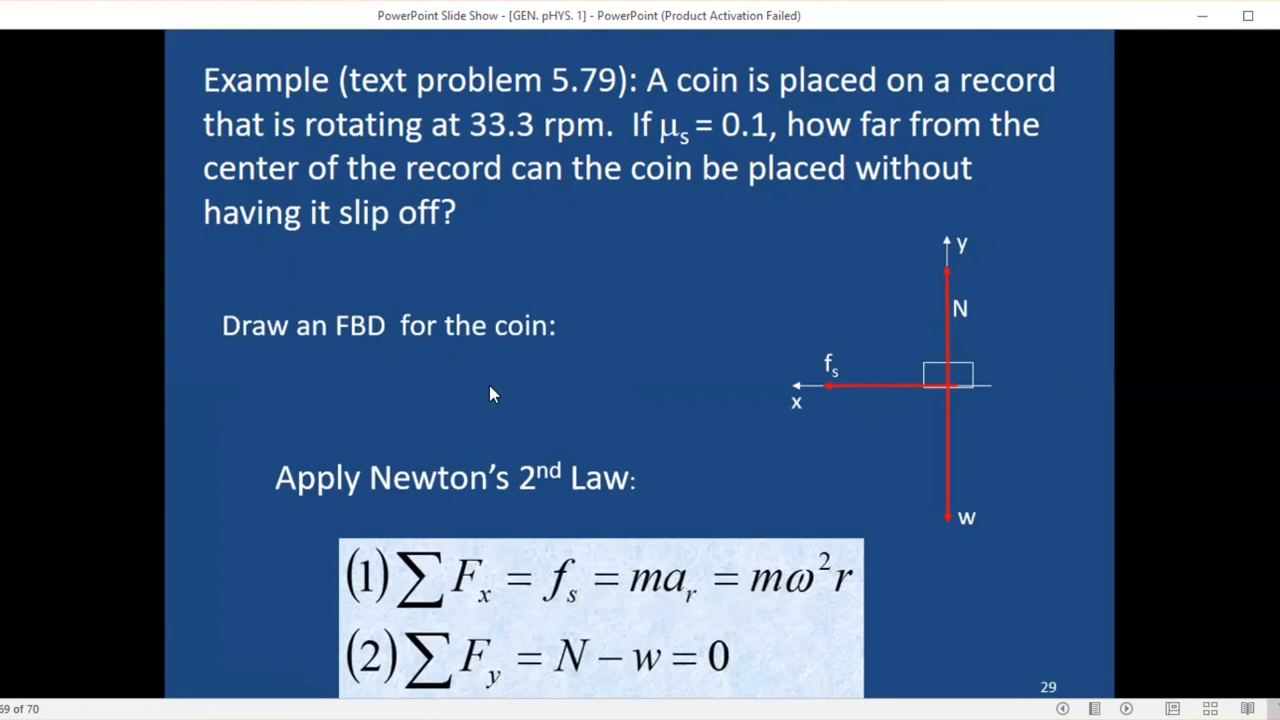 PowerPoint Slide Show - [GEN. pHYS. 1] - PowerPoint (Product Activation Failed)
Example (text problem 5.79): A coin is placed on a record
that is rotating at 33.3 rpm. If μs = 0.1, how far from the
center of the record can the coin be placed without
having it slip off?
y
N
Draw an FBD for the coin:
fs
x
Apply Newton's 2nd Law:
w
(1) ∑ Fx = fs = mar = mω²r
(2) ∑ Fy = N − w = 0
29
69 of 70